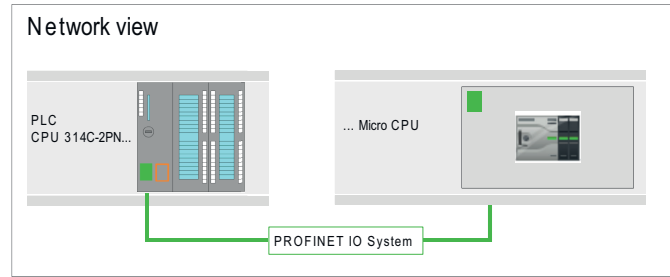 Network view
PLC
CPU 314C-2PN...
... Micro CPU
PROFINET IO System